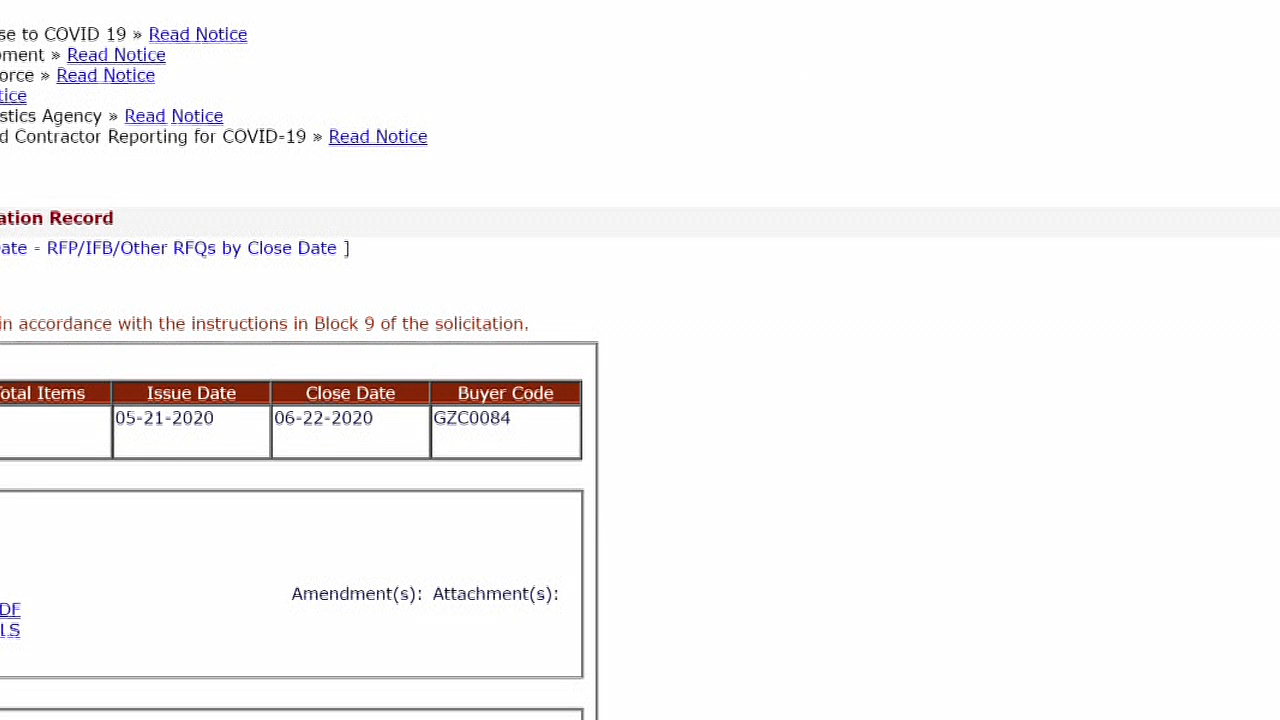 se to COVID 19 » Read Notice
pment » Read Notice
orce » Read Notice
tice
stics Agency » Read Notice
d Contractor Reporting for COVID-19 » Read Notice
ation Record
ate - RFP/IFB/Other RFQs by Close Date ]
in accordance with the instructions in Block 9 of the solicitation.
Total Items Issue Date Close Date Buyer Code
05-21-2020 06-22-2020 GZC0084
Amendment(s): Attachment(s):
DF
LS